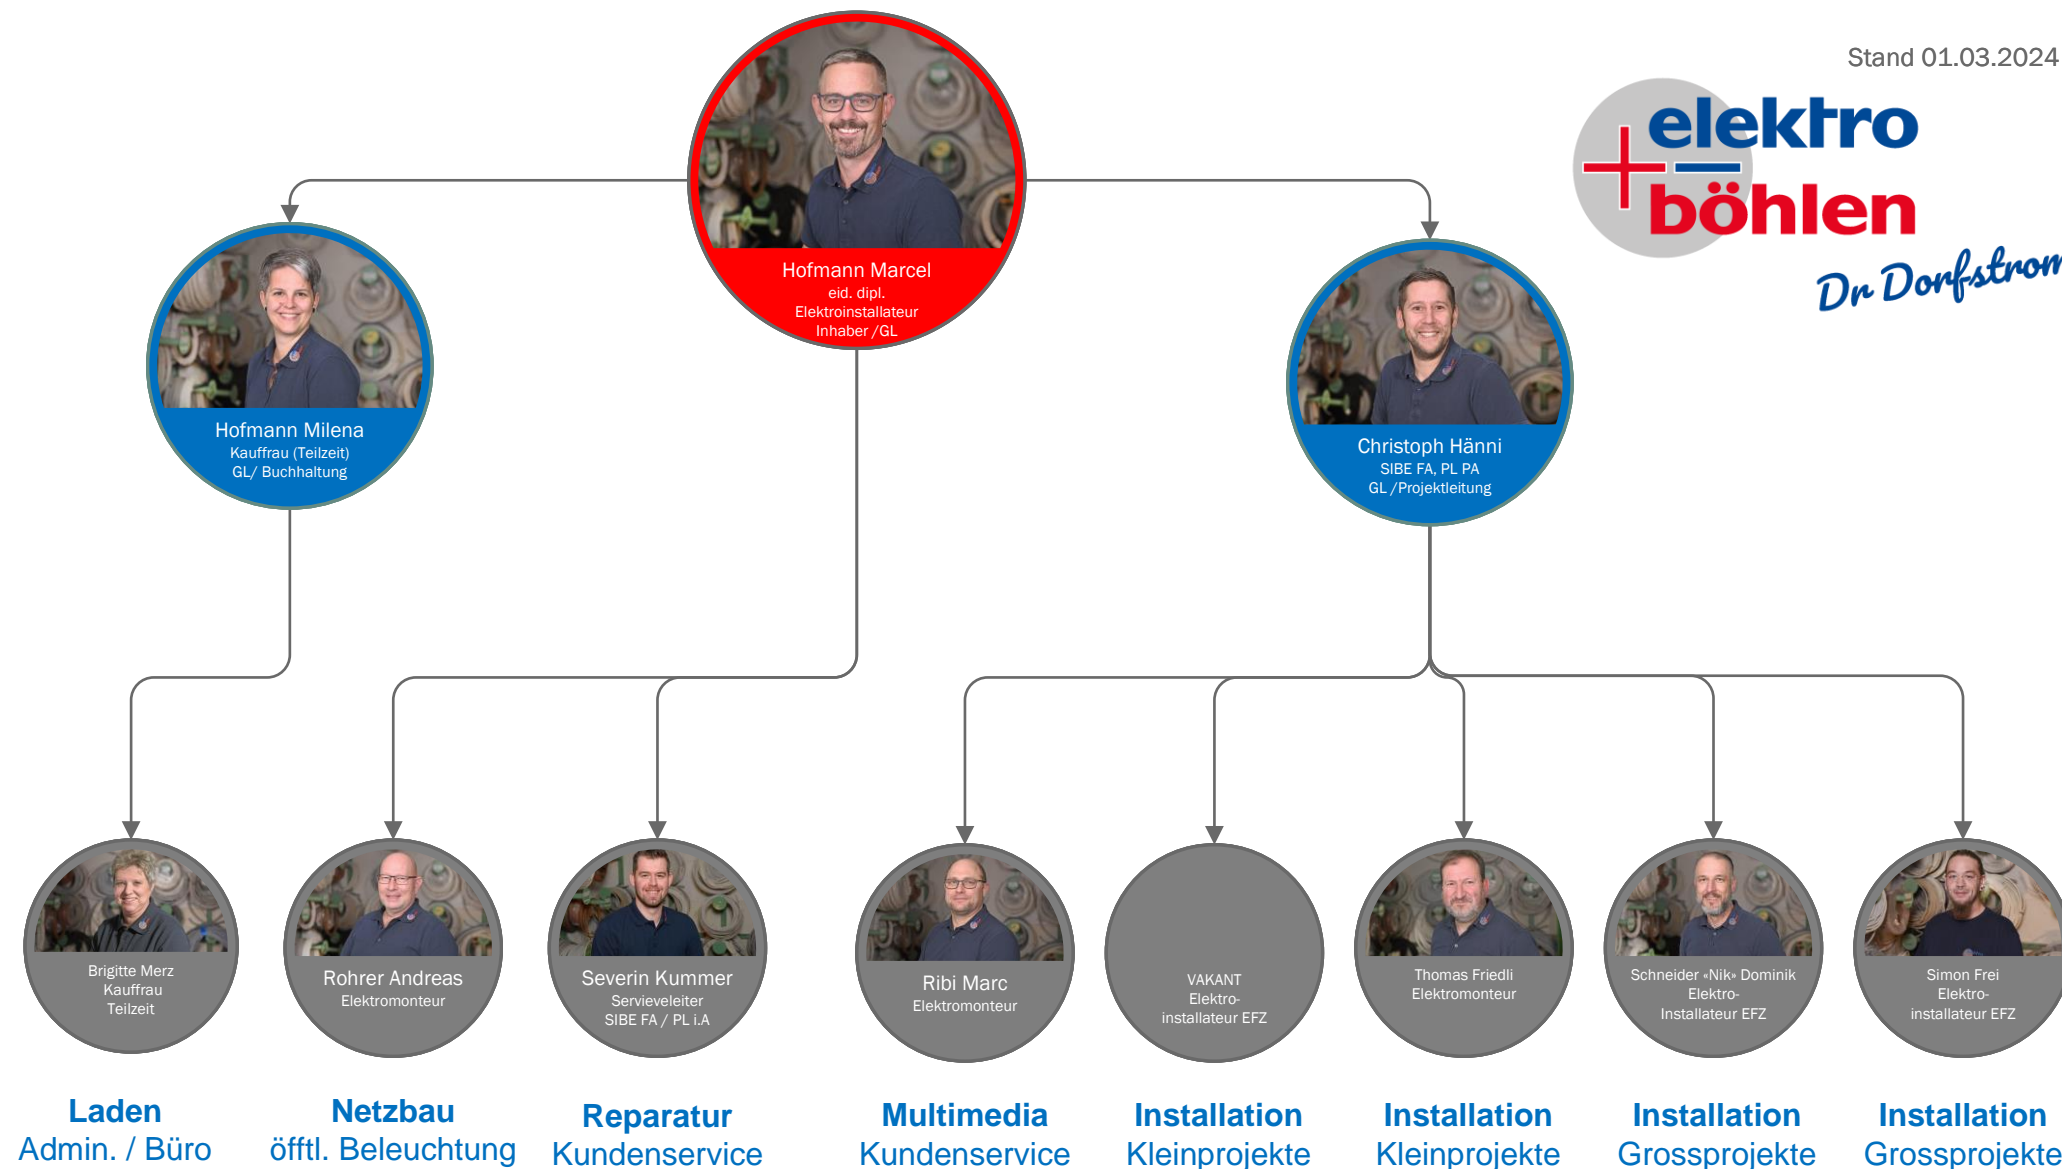 Stand 01.03.2024
elektro
böhlen
Dr Dorfstrom
Hofmann Marcel
eid. dipl.
Elektroinstallateur
Inhaber /GL
Hofmann Milena
Kauffrau (Teilzeit)
GL/ Buchhaltung
Christoph Hänni
SIBE FA, PL PA
GL /Projektleitung
Brigitte Merz
Kauffrau
Teilzeit
Rohrer Andreas
Elektromonteur
Severin Kummer
Servieveleiter
SIBE FA / PL i.A
Ribi Marc
Elektromonteur
VAKANT
Elektro-
installateur EFZ
Thomas Friedli
Elektromonteur
Schneider «Nik» Dominik
Elektro-
Installateur EFZ
Simon Frei
Elektro-
installateur EFZ
Laden
Admin. / Büro
Netzbau
öfftl. Beleuchtung
Reparatur
Kundenservice
Multimedia
Kundenservice
Installation
Kleinprojekte
Installation
Kleinprojekte
Installation
Grossprojekte
Installation
Grossprojekte